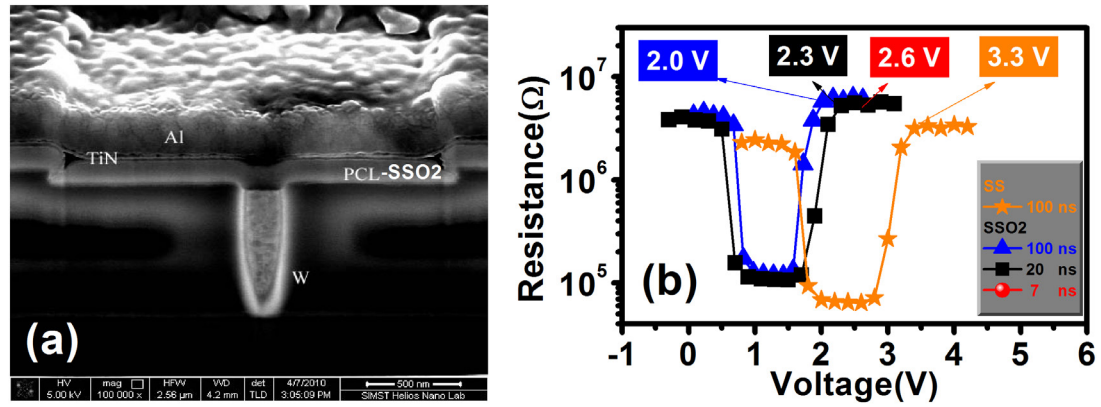 Al
TiN
PCL-SSO2
W
(a)
HV mag HFW WD det 4/7/2010 500 nm
5.00 kV 100 000 x 2.56 µm 4.2 mm TLD 3:05:09 PM SIMST Helios Nano Lab
(b)
2.0 V 2.3 V 2.6 V 3.3 V
Resistance(Ω)
10⁷
10⁶
10⁵
SS
100 ns
SSO2
100 ns
20 ns
7 ns
-1 0 1 2 3 4 5 6
Voltage(V)